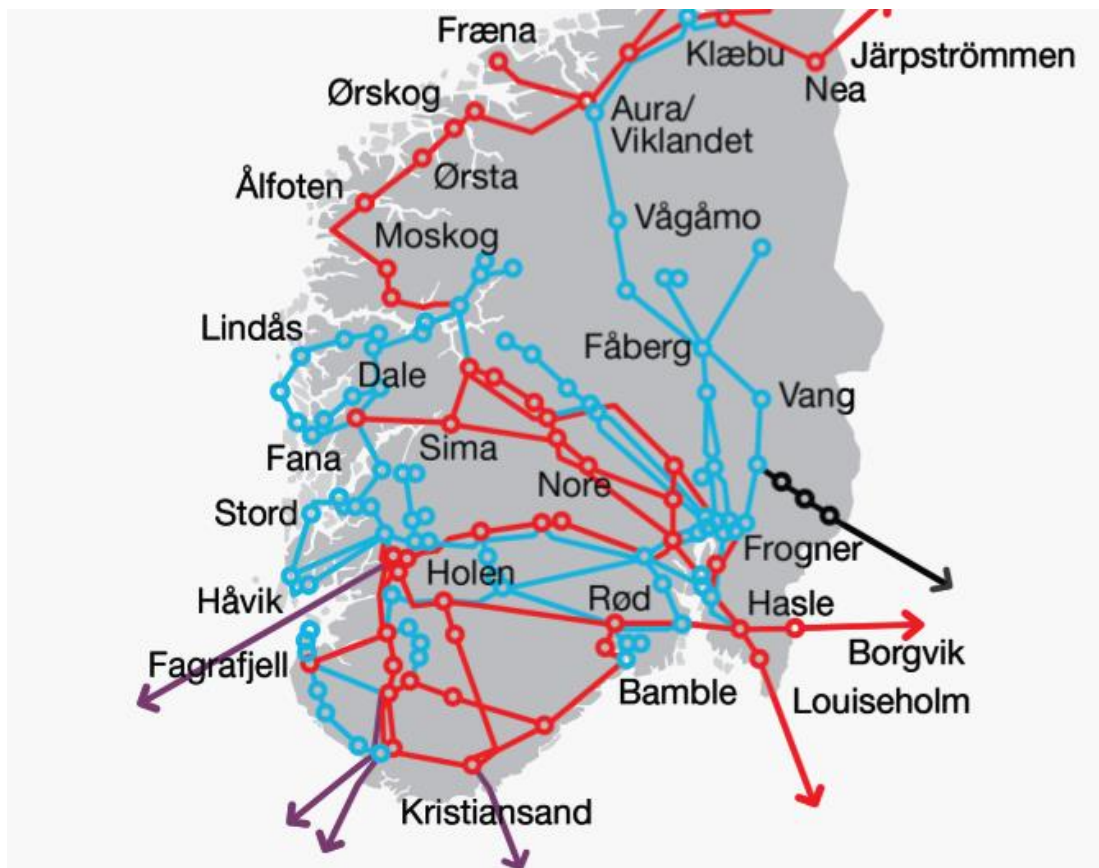 Fræna
Klæbu
Järpströmmen
Nea
Ørskog
Aura/
Viklandet
Ørsta
Ålfoten
Vågåmo
Moskog
Lindås
Fåberg
Dale
Vang
Sima
Fana
Nore
Stord
Frogner
Holen
Håvik
Rød
Hasle
Borgvik
Fagrafjell
Bamble
Louiseholm
Kristiansand